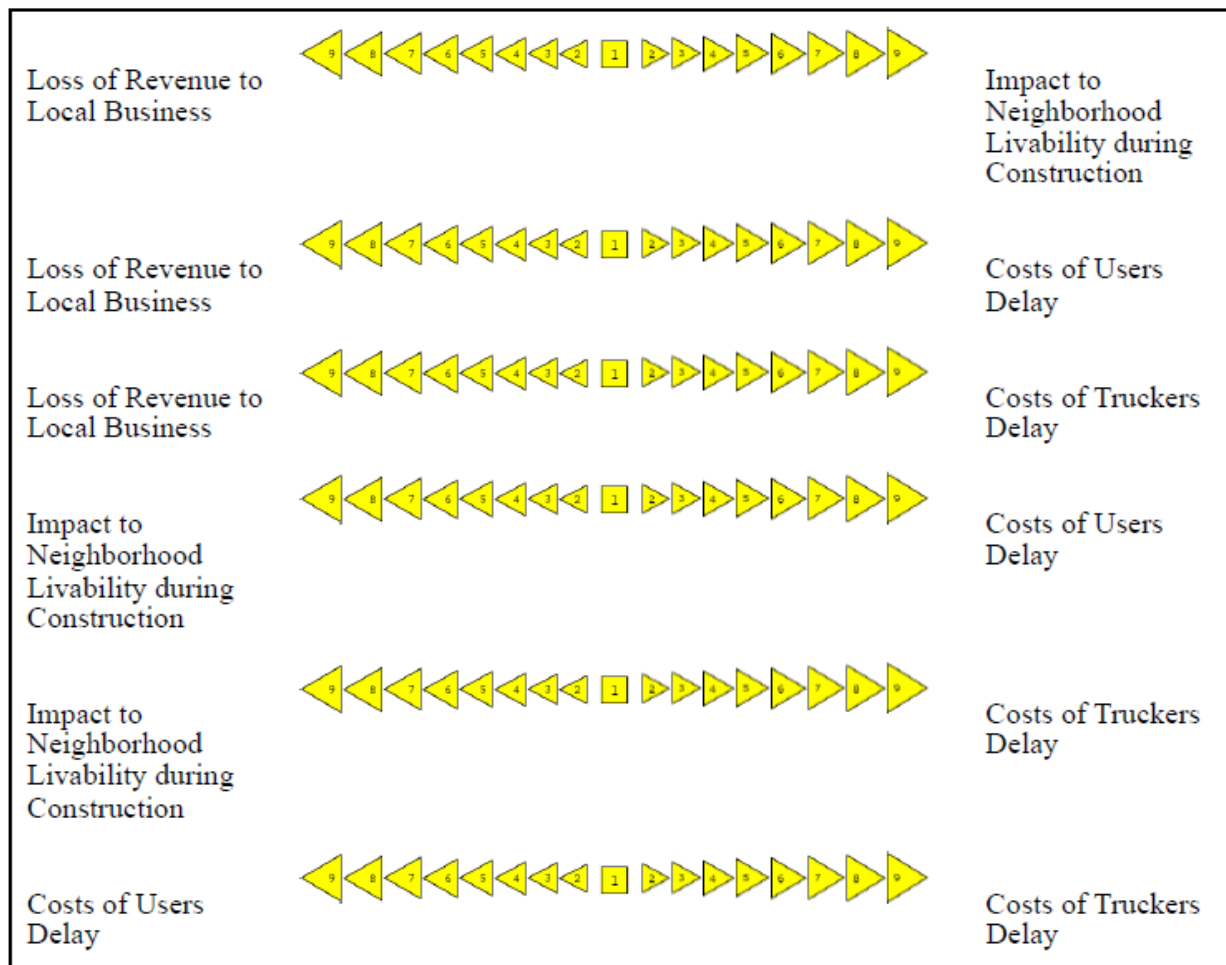 9 8 7 6 5 4 3 2 1 2 3 4 5 6 7 8 9
Loss of Revenue to
Local Business
Impact to
Neighborhood
Livability during
Construction
9 8 7 6 5 4 3 2 1 2 3 4 5 6 7 8 9
Loss of Revenue to
Local Business
Costs of Users
Delay
9 8 7 6 5 4 3 2 1 2 3 4 5 6 7 8 9
Loss of Revenue to
Local Business
Costs of Truckers
Delay
9 8 7 6 5 4 3 2 1 2 3 4 5 6 7 8 9
Impact to
Neighborhood
Livability during
Construction
Costs of Users
Delay
9 8 7 6 5 4 3 2 1 2 3 4 5 6 7 8 9
Impact to
Neighborhood
Livability during
Construction
Costs of Truckers
Delay
9 8 7 6 5 4 3 2 1 2 3 4 5 6 7 8 9
Costs of Users
Delay
Costs of Truckers
Delay